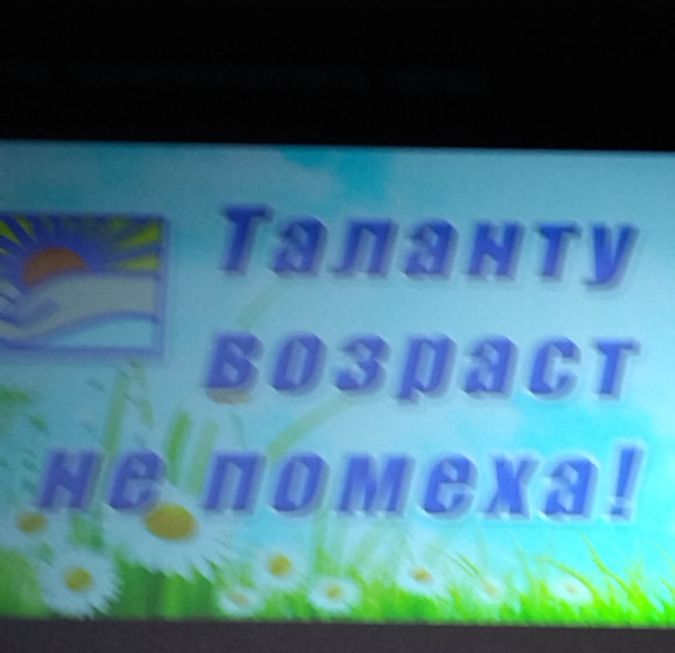 Таланту
возраст
не помеха!